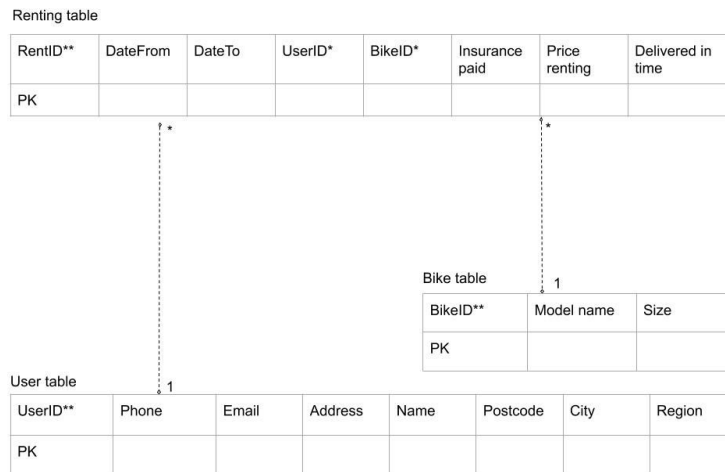 Renting table
RentID** DateFrom DateTo UserID* BikeID* Insurance paid Price renting Delivered in time
PK
*
*
1
Bike table
BikeID** Model name Size
PK
1
User table
UserID** Phone Email Address Name Postcode City Region
PK